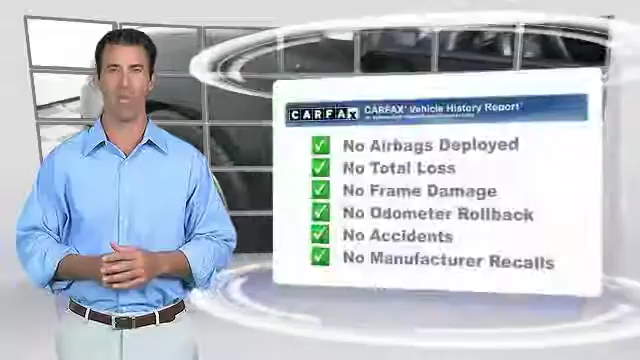 CARFAX CARFAX Vehicle History Report
No Airbags Deployed
No Total Loss
No Frame Damage
No Odometer Rollback
No Accidents
No Manufacturer Recalls